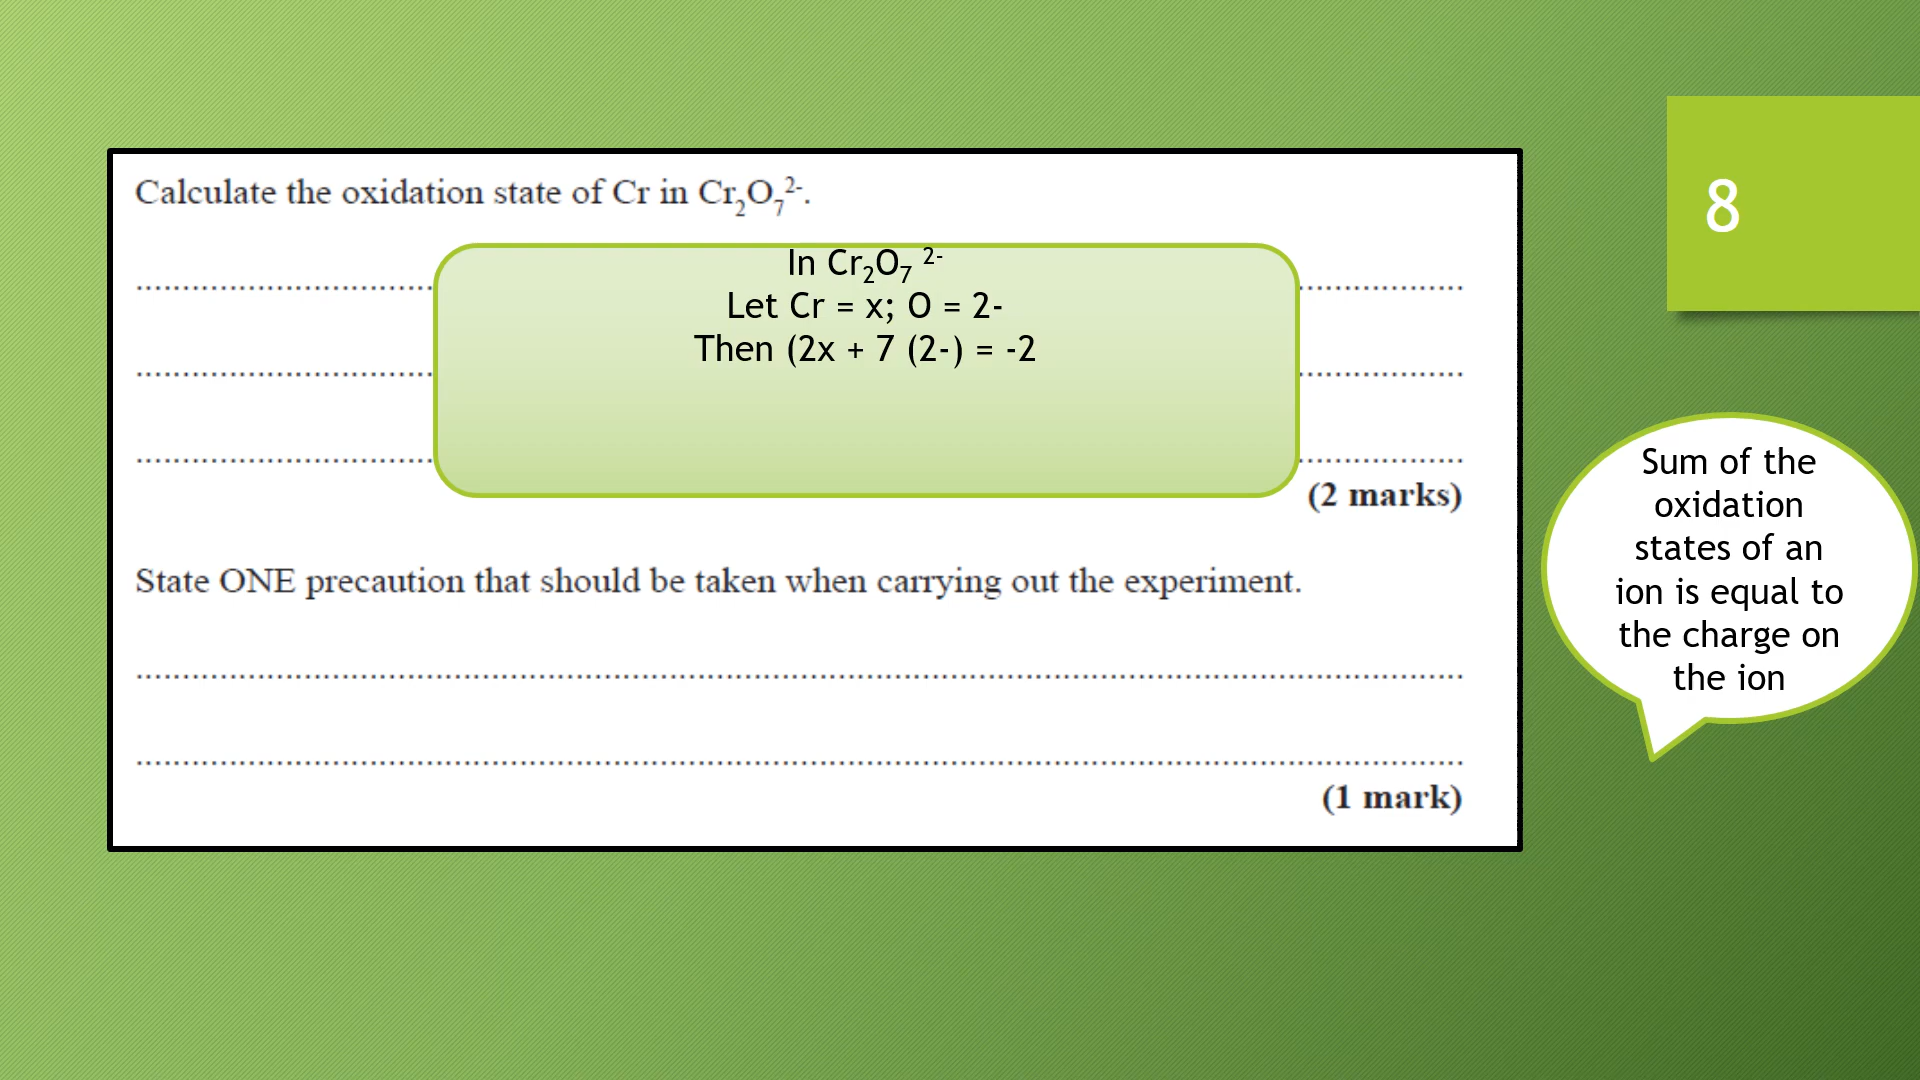 Calculate the oxidation state of Cr in Cr₂O₇²⁻.
In Cr₂O₇ ²⁻
Let Cr = x; O = 2-
Then (2x + 7 (2-) = -2
(2 marks)
State ONE precaution that should be taken when carrying out the experiment.
(1 mark)
8
Sum of the
oxidation
states of an
ion is equal to
the charge on
the ion